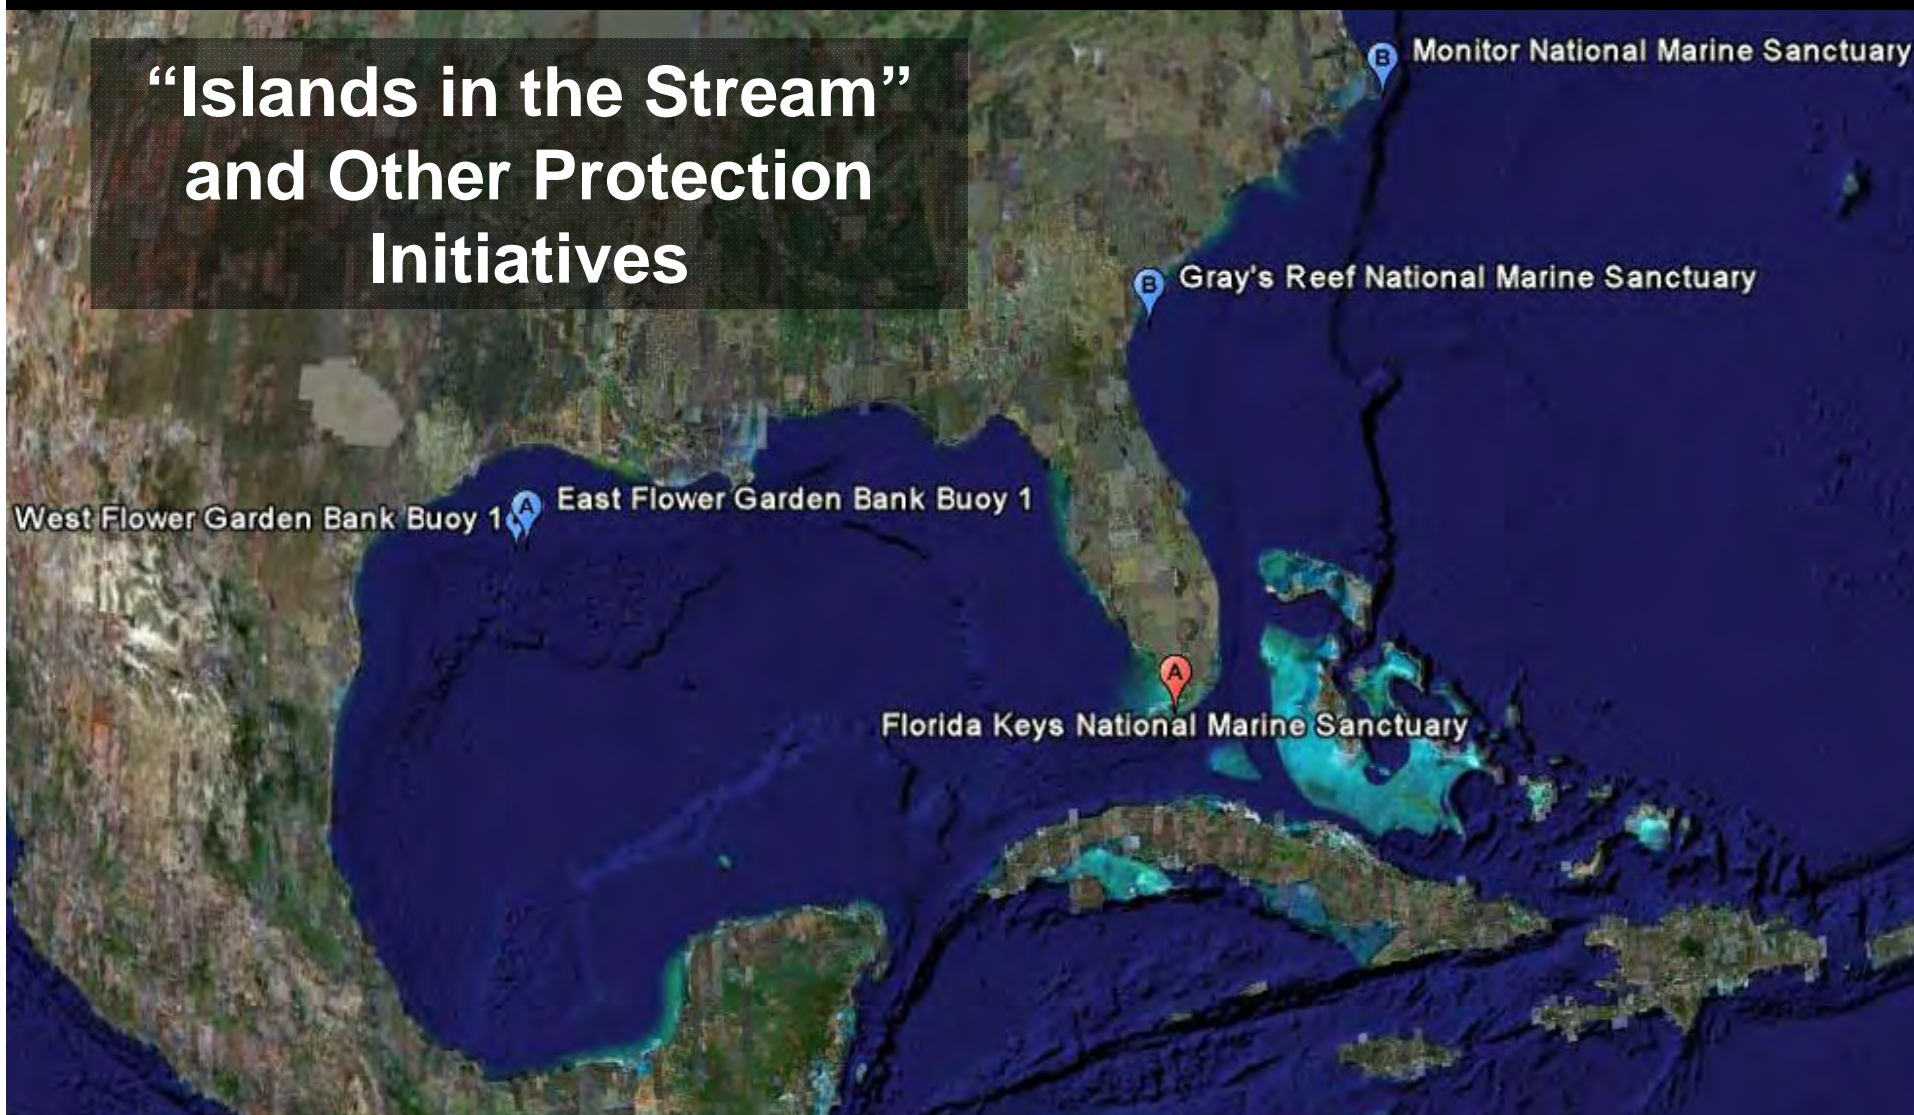 “Islands in the Stream”
and Other Protection
Initiatives
B Monitor National Marine Sanctuary
B Gray's Reef National Marine Sanctuary
West Flower Garden Bank Buoy 1 A East Flower Garden Bank Buoy 1
A
Florida Keys National Marine Sanctuary